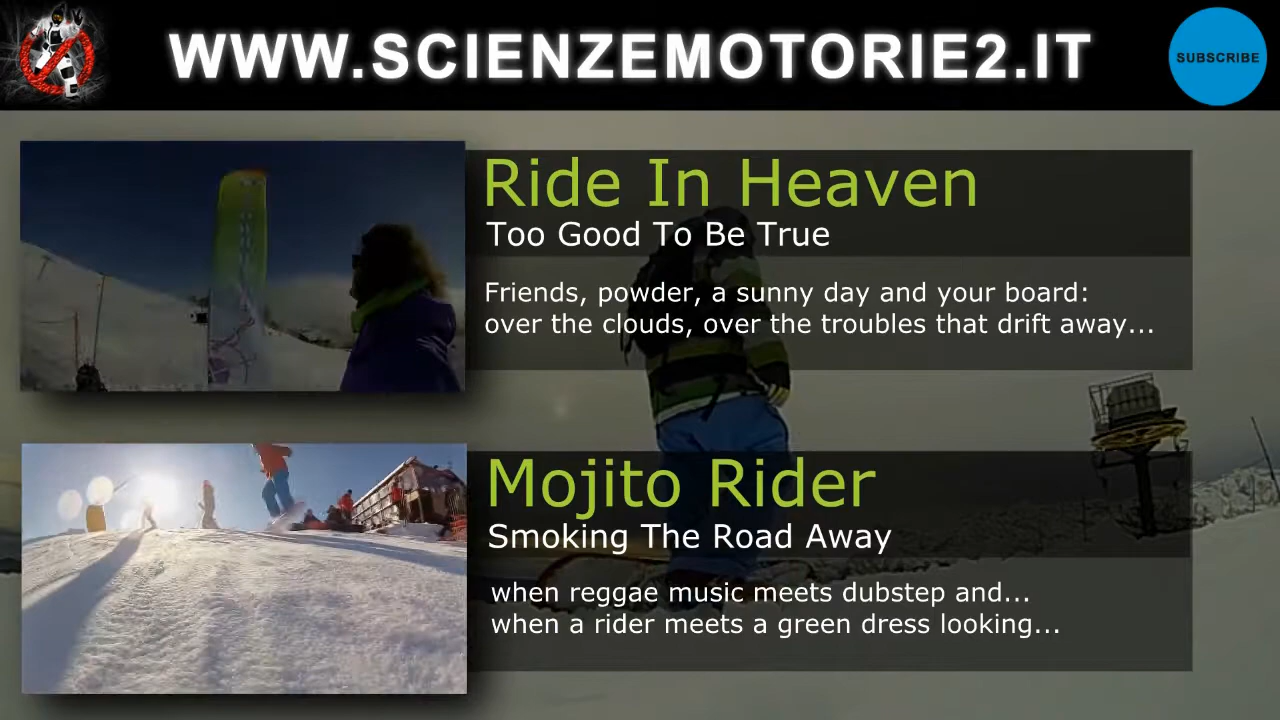 WWW.SCIENZEMOTORIE2.IT
SUBSCRIBE
Ride In Heaven
Too Good To Be True
Friends, powder, a sunny day and your board:
over the clouds, over the troubles that drift away...
Mojito Rider
Smoking The Road Away
when reggae music meets dubstep and...
when a rider meets a green dress looking...